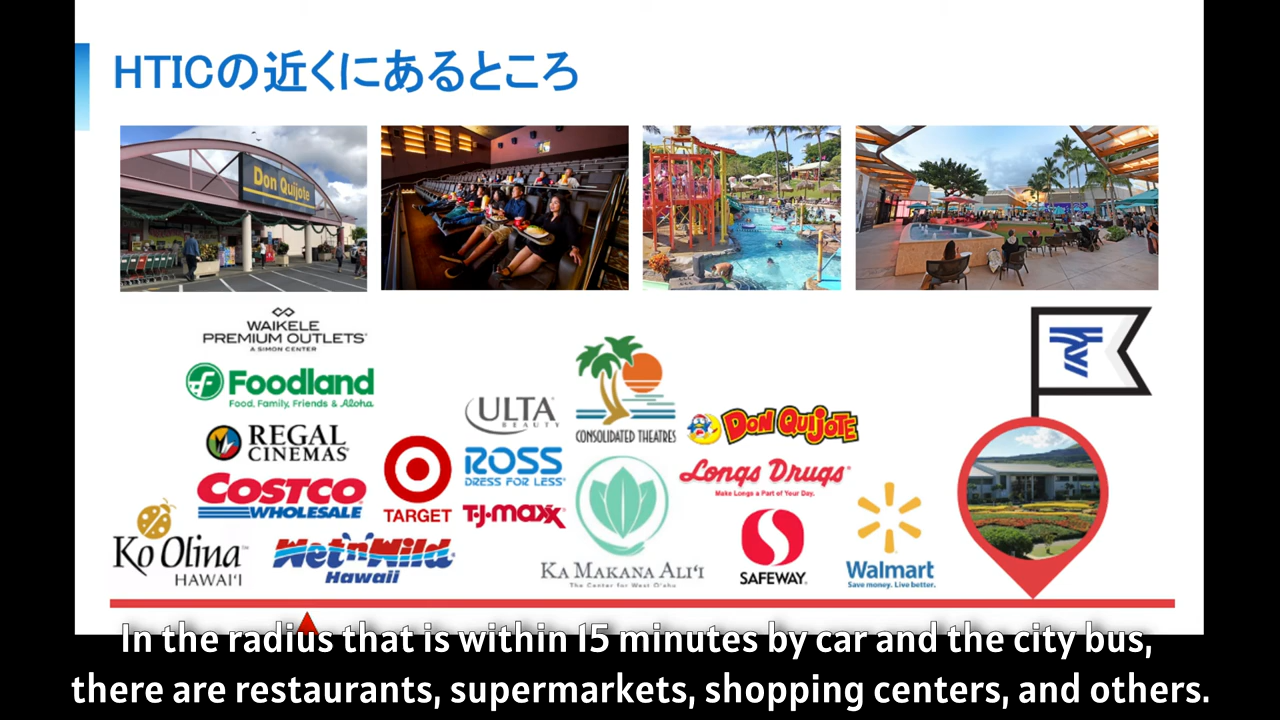 HTICの近くにあるところ
Don Quijote
WAIKELE
PREMIUM OUTLETS®
A SIMON CENTER
Foodland
Food, Family, Friends & Aloha
REGAL
CINEMAS
COSTCO
WHOLESALE
Ko Olina™
HAWAI‘I
Wet'n'Wild
Hawaii
TARGET
ULTA
BEAUTY
ROSS
DRESS FOR LESS®
T·J·maxx
CONSOLIDATED THEATRES
KA MAKANA ALI‘I
The Center for West O‘ahu
DON QUIJOTE
Longs Drugs®
Make Longs a Part of Your Day.
SAFEWAY
Walmart
Save money. Live better.
In the radius that is within 15 minutes by car and the city bus,
there are restaurants, supermarkets, shopping centers, and others.